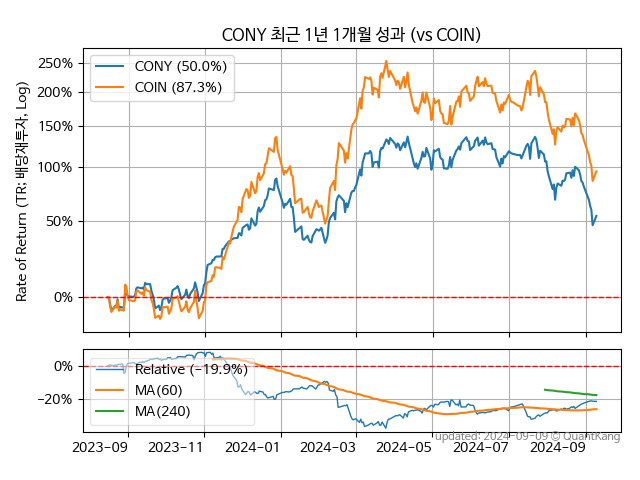 CONY 최근 1년 1개월 성과 (vs COIN)
Rate of Return (TR: 배당재투자, Log)
250%
200%
150%
100%
50%
0%
CONY (50.0%)
COIN (87.3%)
0%
−20%
Relative (−19.9%)
MA(60)
MA(240)
2023−09
2023−11
2024−01
2024−03
2024−05
2024−07
2024−09
updated: 2024−09−09 © QuantKang